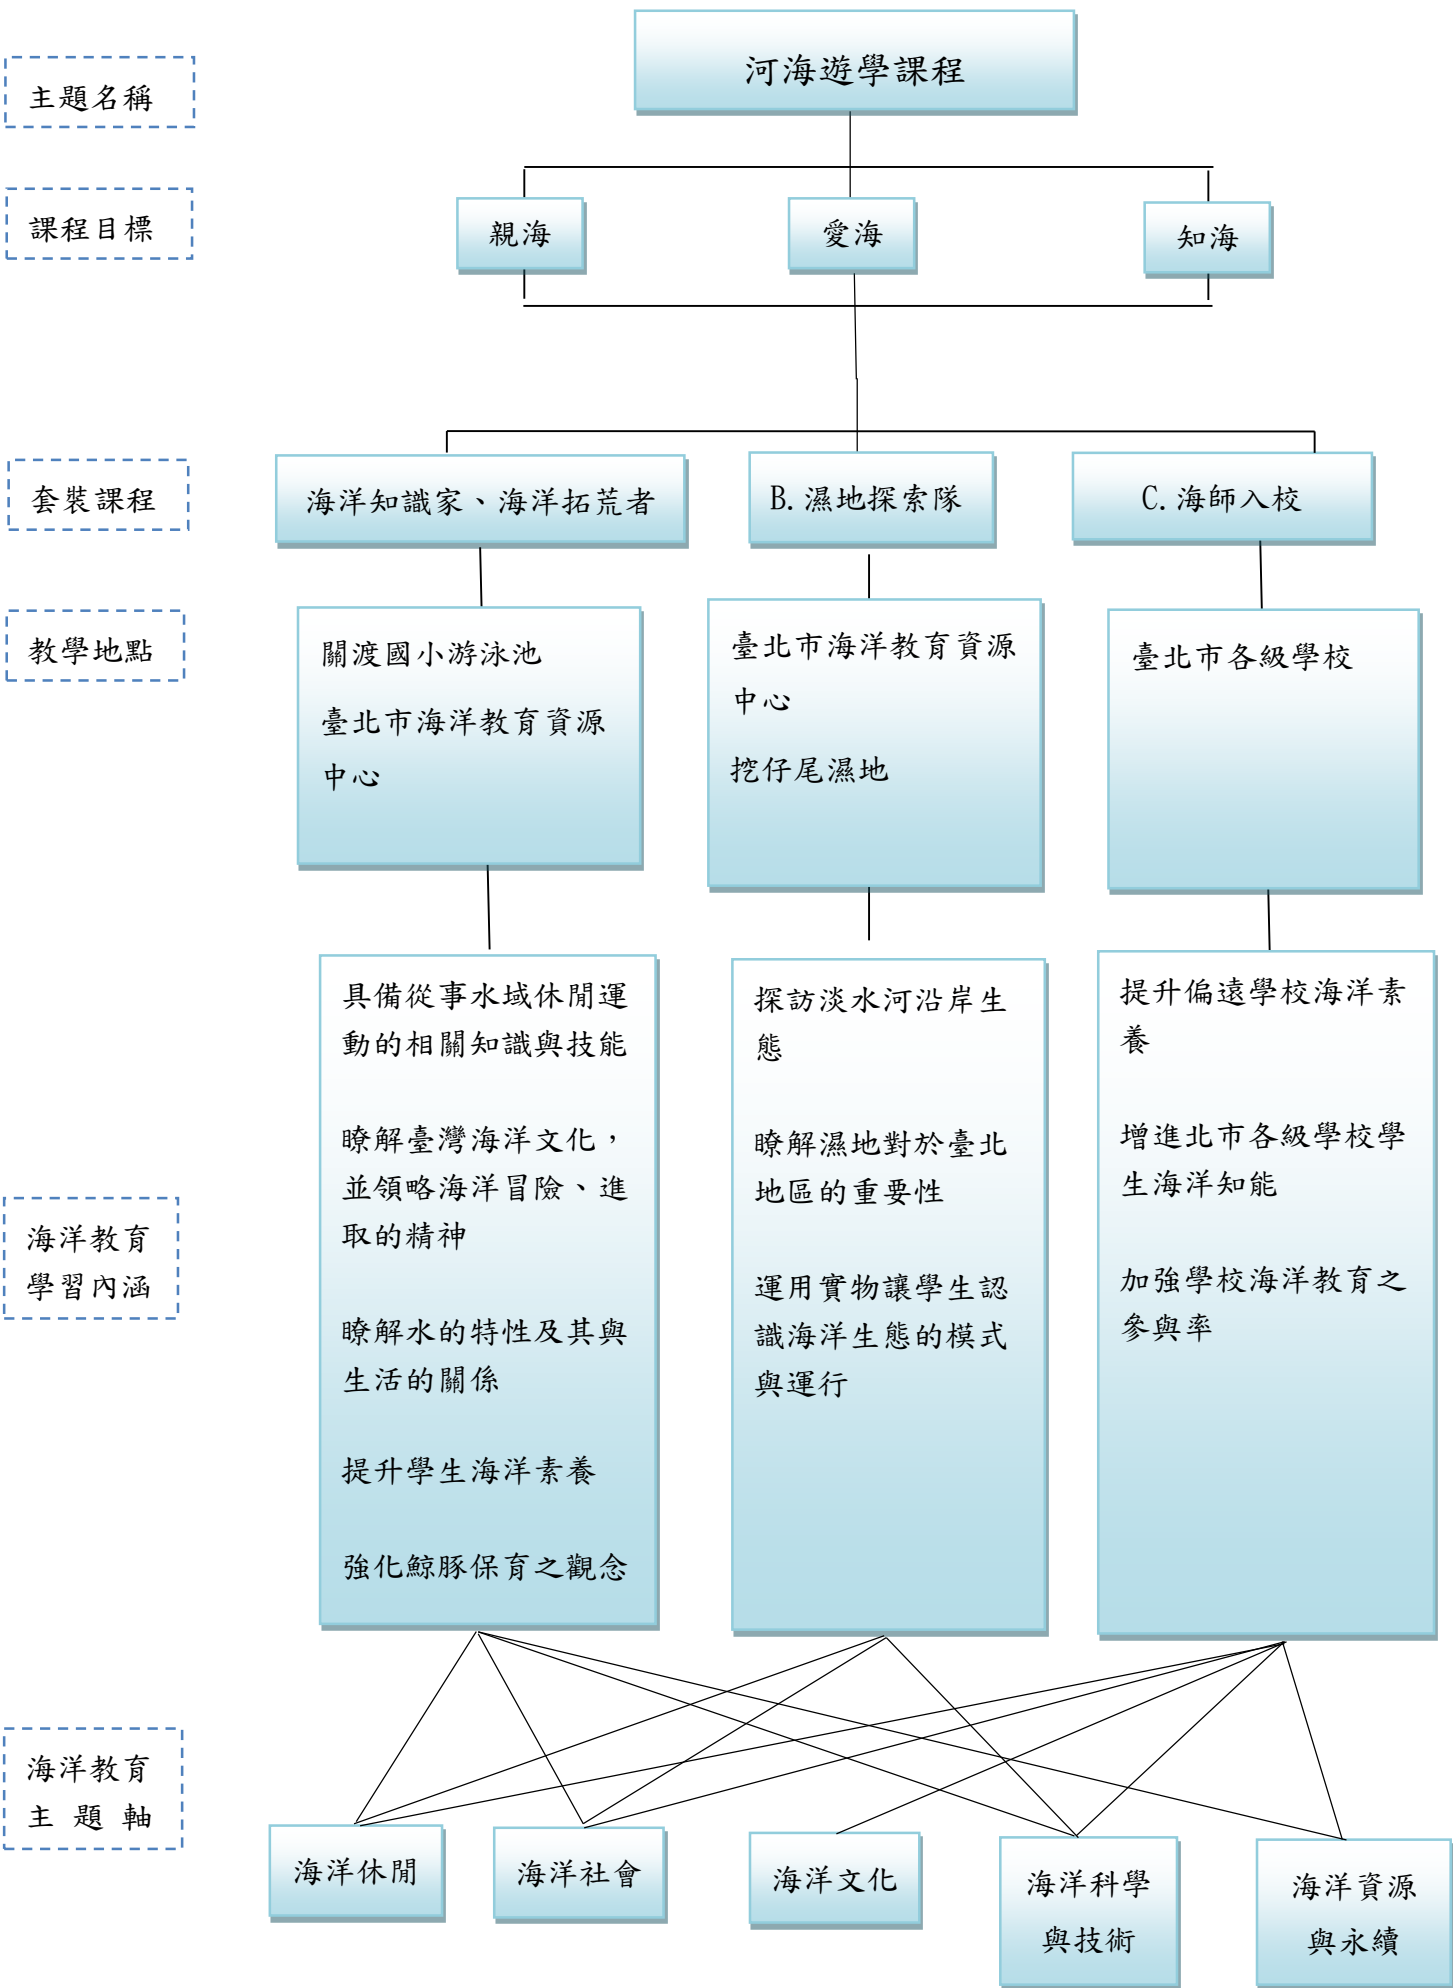 河海遊學課程
主題名稱
課程目標
親海
愛海
知海
套裝課程
海洋知識家、海洋拓荒者
B.濕地探索隊
C.海師入校
教學地點
關渡國小游泳池
臺北市海洋教育資源
中心
臺北市海洋教育資源
中心
挖仔尾濕地
臺北市各級學校
海洋教育
學習內涵
具備從事水域休閒運
動的相關知識與技能
瞭解臺灣海洋文化，
並領略海洋冒險、進
取的精神
瞭解水的特性及其與
生活的關係
提升學生海洋素養
強化鯨豚保育之觀念
探訪淡水河沿岸生
態
瞭解濕地對於臺北
地區的重要性
運用實物讓學生認
識海洋生態的模式
與運行
提升偏遠學校海洋素
養
增進北市各級學校學
生海洋知能
加強學校海洋教育之
參與率
海洋教育
主 題 軸
海洋休閒
海洋社會
海洋文化
海洋科學
與技術
海洋資源
與永續